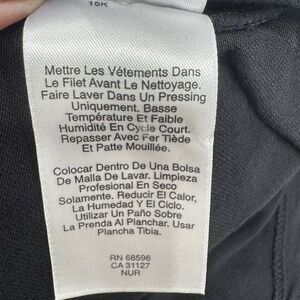 16K
Mettre Les Vétements Dans
Le Filet Avant Le Nettoyage.
Faire Laver Dans Un Pressing
Uniquement. Basse
Température Et Faible
Humidité En Cycle Court.
Repasser Avec Fer Tiède
Et Patte Mouillée.
Colocar Dentro De Una Bolsa
De Malla De Lavar. Limpieza
Profesional En Seco
Solamente. Reducir El Calor,
La Humedad Y El Ciclo.
Utilizar Un Paño Sobre
La Prenda Al Planchar. Usar
Plancha Tibia.
RN 68596
CA 31127
NUR